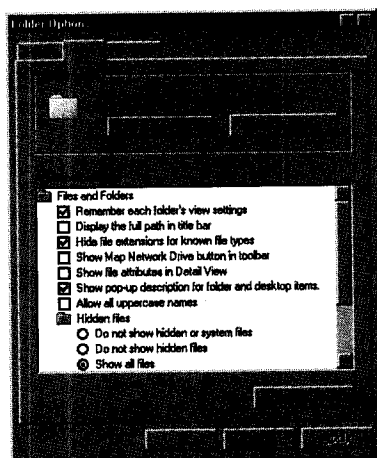 Folder Option
Files and Folders
Remember each folder's view settings
Display the full path in title bar
Hide file extensions for known file types
Show Map Network Drive button in toolbar
Show file attributes in Detail View
Show pop-up description for folder and desktop items.
Allow all uppercase names
Hidden files
Do not show hidden or system files
Do not show hidden files
Show all files